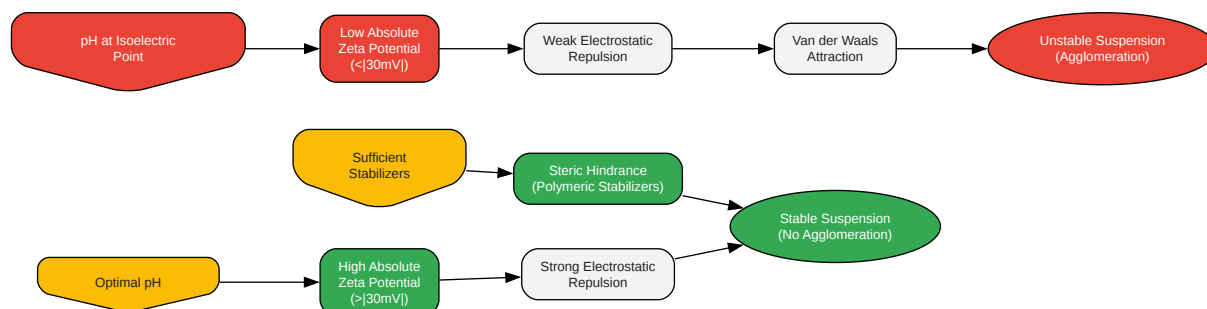 pH at Isoelectric
Point
Low Absolute
Zeta Potential
(<|30mV|)
Weak Electrostatic
Repulsion
Van der Waals
Attraction
Unstable Suspension
(Agglomeration)
Sufficient
Stabilizers
Steric Hindrance
(Polymeric Stabilizers)
Stable Suspension
(No Agglomeration)
Optimal pH
High Absolute
Zeta Potential
(>|30mV|)
Strong Electrostatic
Repulsion